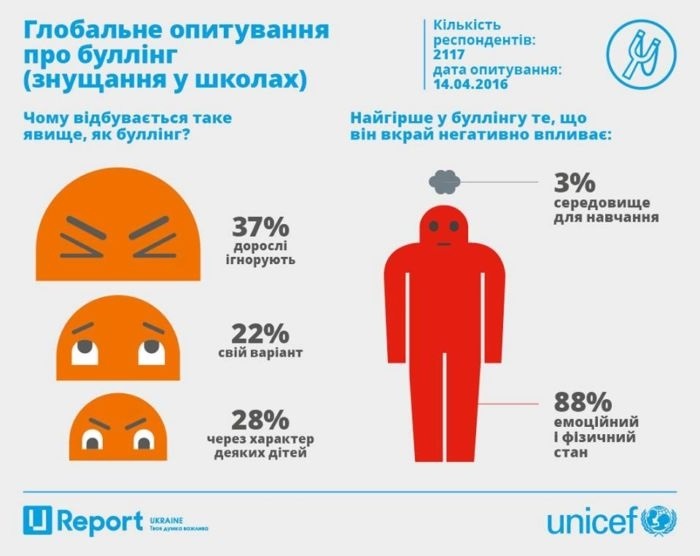 Глобальне опитування
про буллінг
(знущання у школах)
Кількість
респондентів:
2117
дата опитування:
14.04.2016
Чому відбувається таке
явище, як буллінг?
37%
дорослі
ігнорують
22%
свій варіант
28%
через характер
деяких дітей
Найгірше у буллінгу те, що
він вкрай негативно впливає:
3%
середовище
для навчання
88%
емоційний
і фізичний
стан
U Report UKRAINE
Твоя думка важлива
unicef